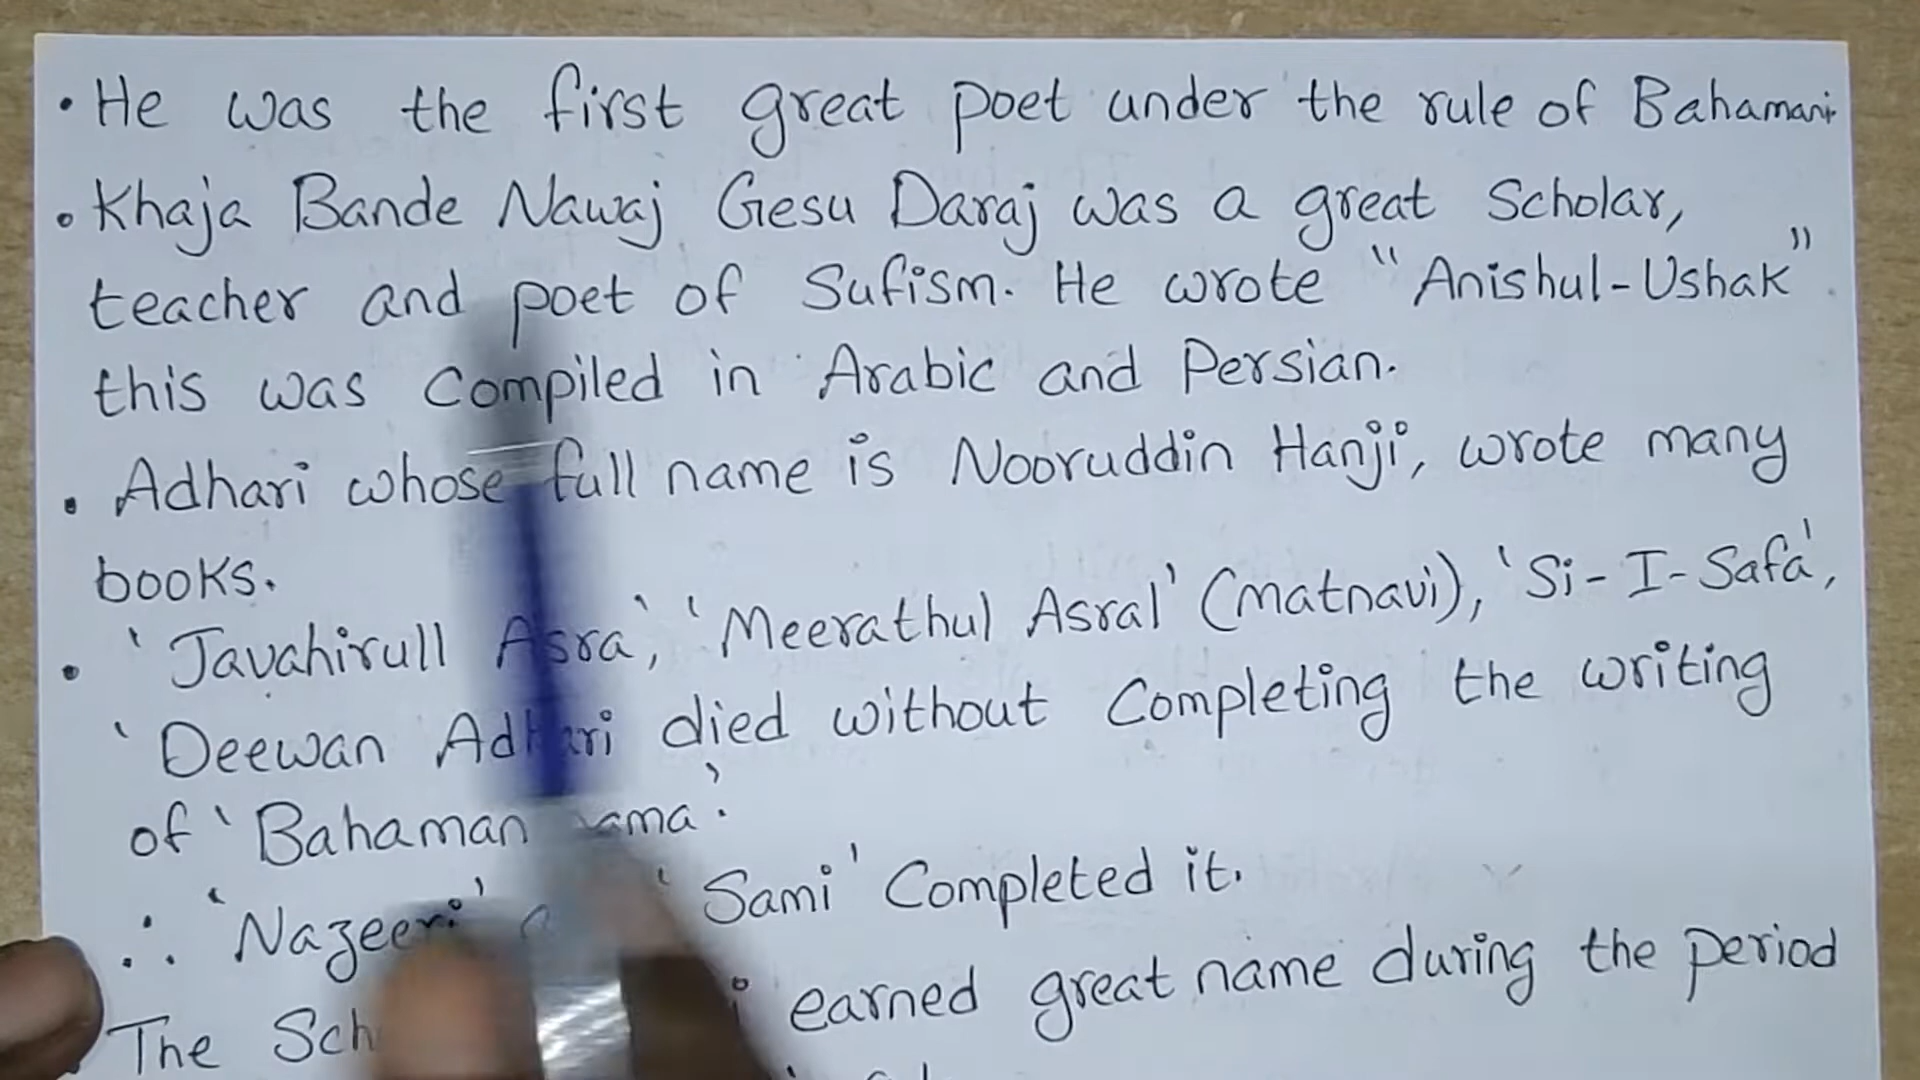 • He was the first great poet under the rule of Bahamani
• Khaja Bande Nawaj Gesu Daraj was a great Scholar,
teacher and poet of Sufism. He wrote "Anishul-Ushak"
this was Compiled in Arabic and Persian.
• Adhari whose full name is Nooruddin Hanji, wrote many
books.
• 'Javahirull Asra', 'Meerathul Asral' (Matnavi), 'Si-I-Safa',
'Deewan Adhari died without Completing the writing
of 'Bahaman
∴ 'Nazeeri' 'Sami' Completed it.
The earned great name during the period